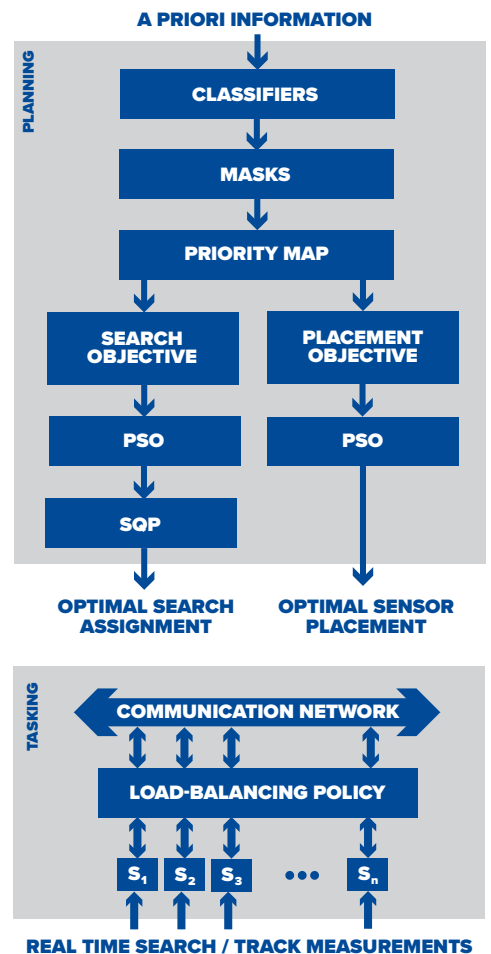 A PRIORI INFORMATION
PLANNING
CLASSIFIERS
MASKS
PRIORITY MAP
SEARCH
OBJECTIVE
PLACEMENT
OBJECTIVE
PSO
PSO
SQP
OPTIMAL SEARCH
ASSIGNMENT
OPTIMAL SENSOR
PLACEMENT
TASKING
COMMUNICATION NETWORK
LOAD-BALANCING POLICY
S₁
S₂
S₃
•••
Sₙ
REAL TIME SEARCH / TRACK MEASUREMENTS